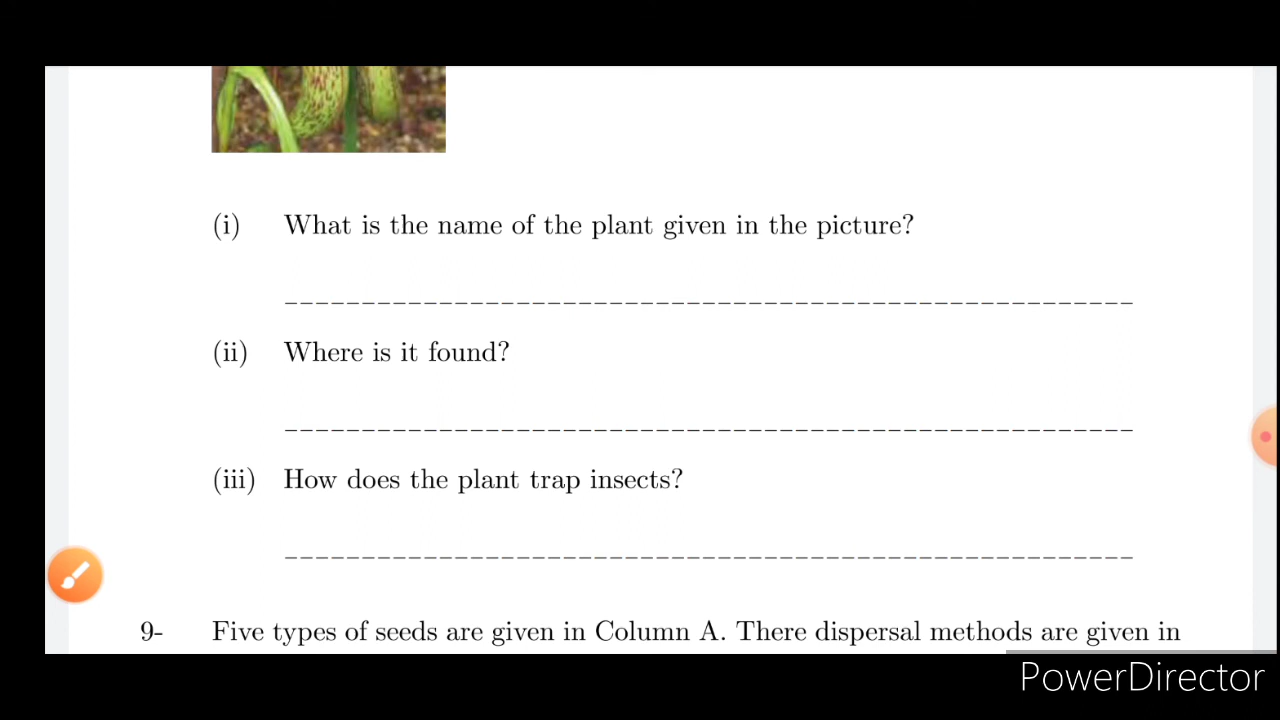 (i) What is the name of the plant given in the picture?
(ii) Where is it found?
(iii) How does the plant trap insects?
9- Five types of seeds are given in Column A. There dispersal methods are given in
PowerDirector